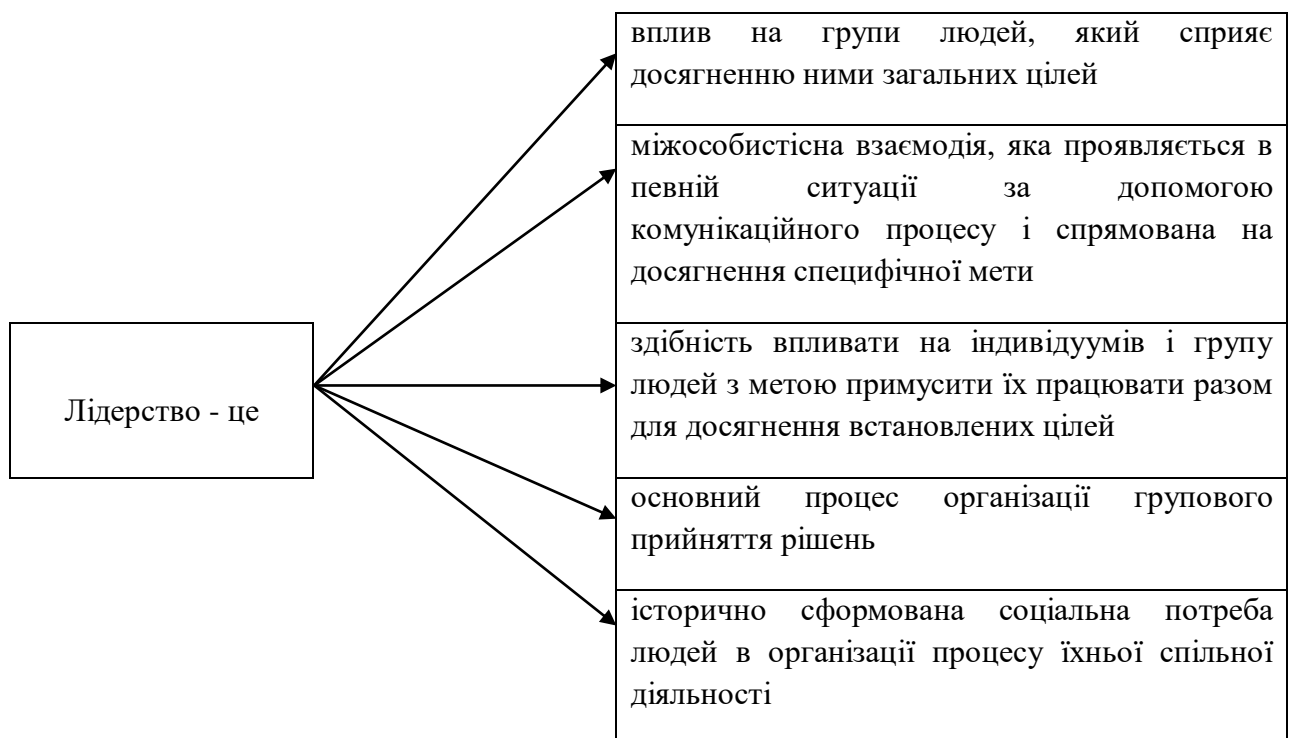 вплив на групи людей, який сприяє
досягненню ними загальних цілей
міжособистісна взаємодія, яка проявляється в
певній ситуації за допомогою
комунікаційного процесу і спрямована на
досягнення специфічної мети
Лідерство - це
здібність впливати на індивідуумів і групу
людей з метою примусити їх працювати разом
для досягнення встановлених цілей
основний процес організації групового
прийняття рішень
історично сформована соціальна потреба
людей в організації процесу їхньої спільної
діяльності